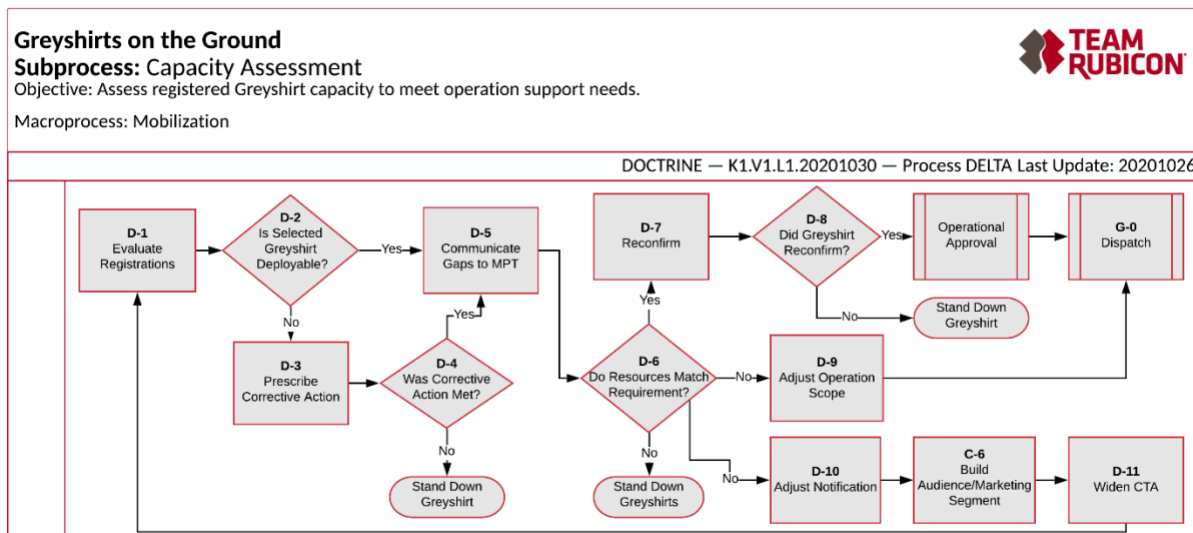 Greyshirts on the Ground
Subprocess: Capacity Assessment
Objective: Assess registered Greyshirt capacity to meet operation support needs.
Macroprocess: Mobilization
TEAM
RUBICON
DOCTRINE — K1.V1.L1.20201030 — Process DELTA Last Update: 20201026
D-1
Evaluate
Registrations
D-2
Is Selected
Greyshirt
Deployable?
Yes
No
D-3
Prescribe
Corrective Action
D-4
Was Corrective
Action Met?
Yes
No
Stand Down
Greyshirt
D-5
Communicate
Gaps to MPT
D-6
Do Resources Match
Requirement?
Yes
No
No
No
Stand Down
Greyshirts
D-7
Reconfirm
D-8
Did Greyshirt
Reconfirm?
Yes
No
Stand Down
Greyshirt
Operational
Approval
G-0
Dispatch
D-9
Adjust Operation
Scope
D-10
Adjust Notification
C-6
Build
Audience/Marketing
Segment
D-11
Widen CTA